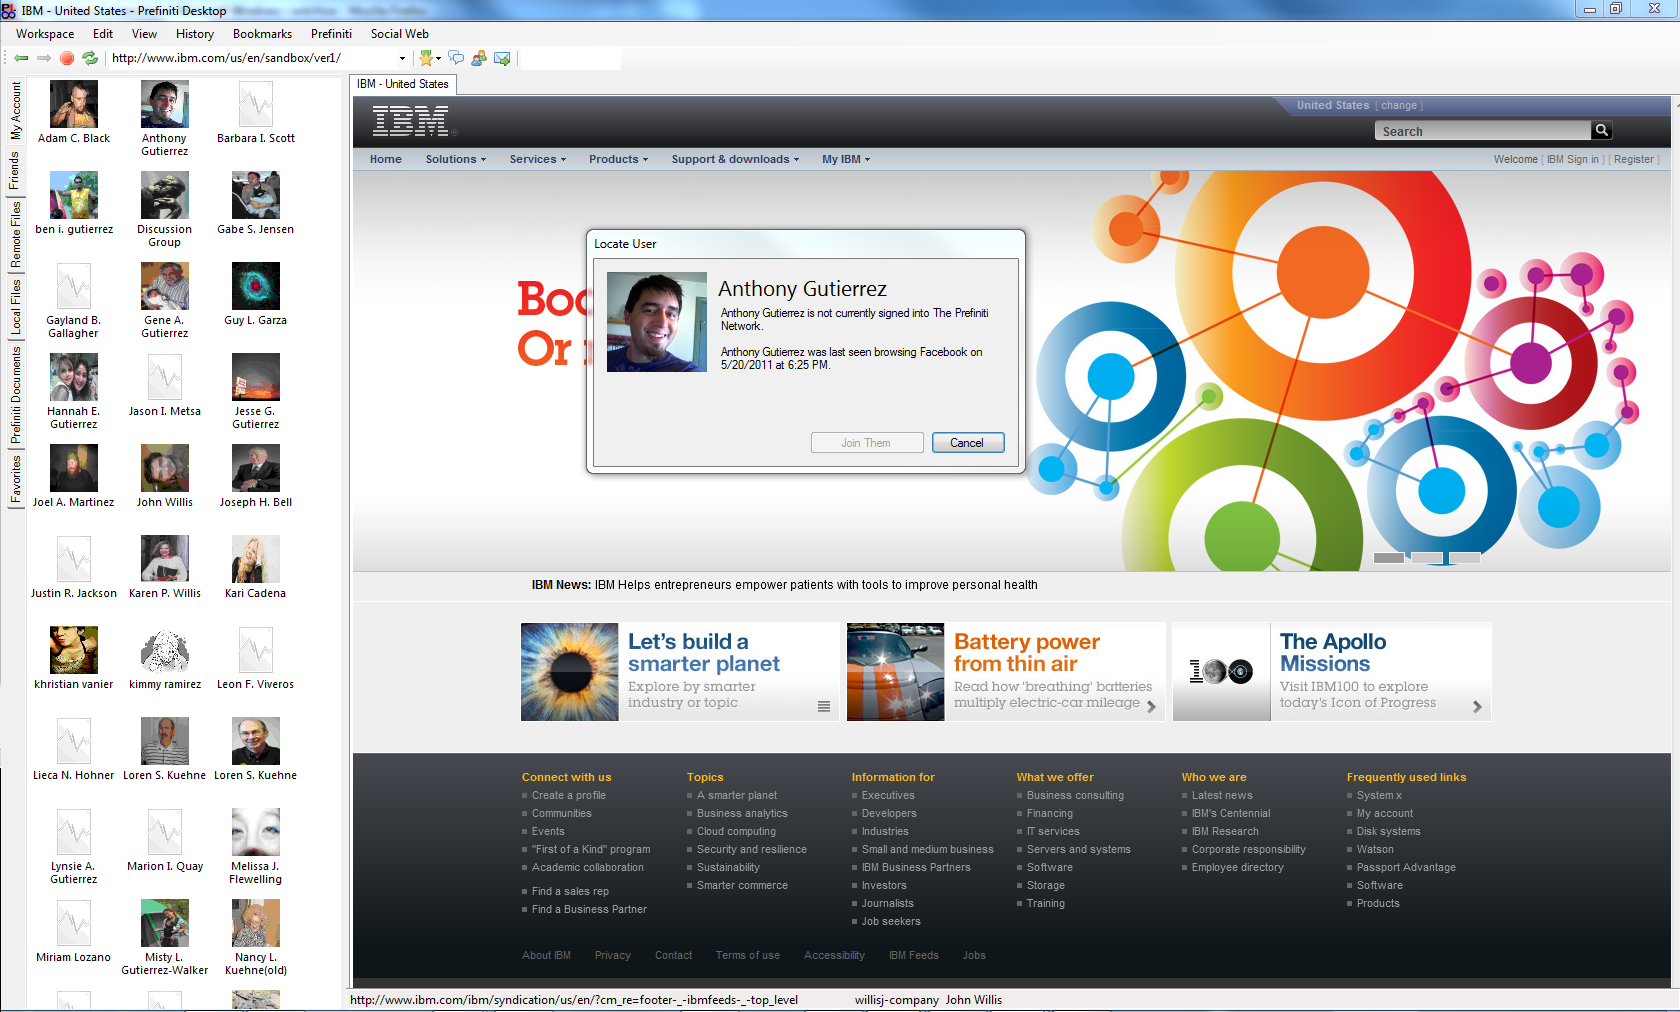 IBM - United States - Prefiniti Desktop
Workspace Edit View History Bookmarks Prefiniti Social Web
http://www.ibm.com/us/en/sandbox/ver1/
My Account
Friends
Remote Files
Local Files
Prefiniti Documents
Favorites
Adam C. Black
Anthony
Gutierrez
Barbara I. Scott
ben i. gutierrez
Discussion
Group
Gabe S. Jensen
Gayland B.
Gallagher
Gene A.
Gutierrez
Guy L. Garza
Hannah E.
Gutierrez
Jason I. Metsa
Jesse G.
Gutierrez
Joel A. Martinez
John Willis
Joseph H. Bell
Justin R. Jackson
Karen P. Willis
Kari Cadena
khristian vanier
kimmy ramirez
Leon F. Viveros
Lieca N. Hohner
Loren S. Kuehne
Loren S. Kuehne
Lynsie A.
Gutierrez
Marion I. Quay
Melissa J.
Flewelling
Miriam Lozano
Misty L.
Gutierrez-Walker
Nancy L.
Kuehne(old)
IBM - United States
IBM®
United States [ change ]
Search
Home Solutions Services Products Support & downloads My IBM
Welcome [ IBM Sign in ] [ Register ]
Locate User
Anthony Gutierrez
Anthony Gutierrez is not currently signed into The Prefiniti
Network.
Anthony Gutierrez was last seen browsing Facebook on
5/20/2011 at 6:25 PM.
Join Them Cancel
Or
IBM News: IBM Helps entrepreneurs empower patients with tools to improve personal health
Let's build a
smarter planet
Explore by smarter
industry or topic
Battery power
from thin air
Read how 'breathing' batteries
multiply electric-car mileage
100
The Apollo
Missions
Visit IBM100 to explore
today's Icon of Progress
Connect with us
Create a profile
Communities
Events
"First of a Kind" program
Academic collaboration
Find a sales rep
Find a Business Partner
Topics
A smarter planet
Business analytics
Cloud computing
Security and resilience
Sustainability
Smarter commerce
Information for
Executives
Developers
Industries
Small and medium business
IBM Business Partners
Investors
Journalists
Job seekers
What we offer
Business consulting
Financing
IT services
Servers and systems
Software
Storage
Training
Who we are
Latest news
IBM's Centennial
IBM Research
Corporate responsibility
Employee directory
Frequently used links
System x
My account
Disk systems
Watson
Passport Advantage
Software
Products
About IBM Privacy Contact Terms of use Accessibility IBM Feeds Jobs
http://www.ibm.com/ibm/syndication/us/en/?cm_re=footer-_-ibmfeeds-_-top_level willisj-company John Willis